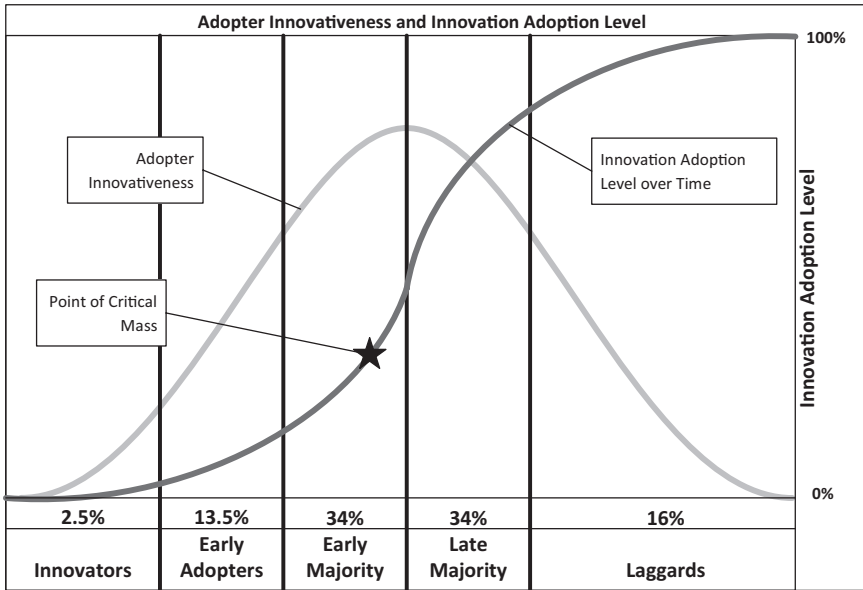 Adopter Innovativeness and Innovation Adoption Level
100%
Adopter
Innovativeness
Innovation Adoption
Level over Time
Point of Critical
Mass
Innovation Adoption Level
0%
2.5%
13.5%
34%
34%
16%
Innovators
Early
Adopters
Early
Majority
Late
Majority
Laggards